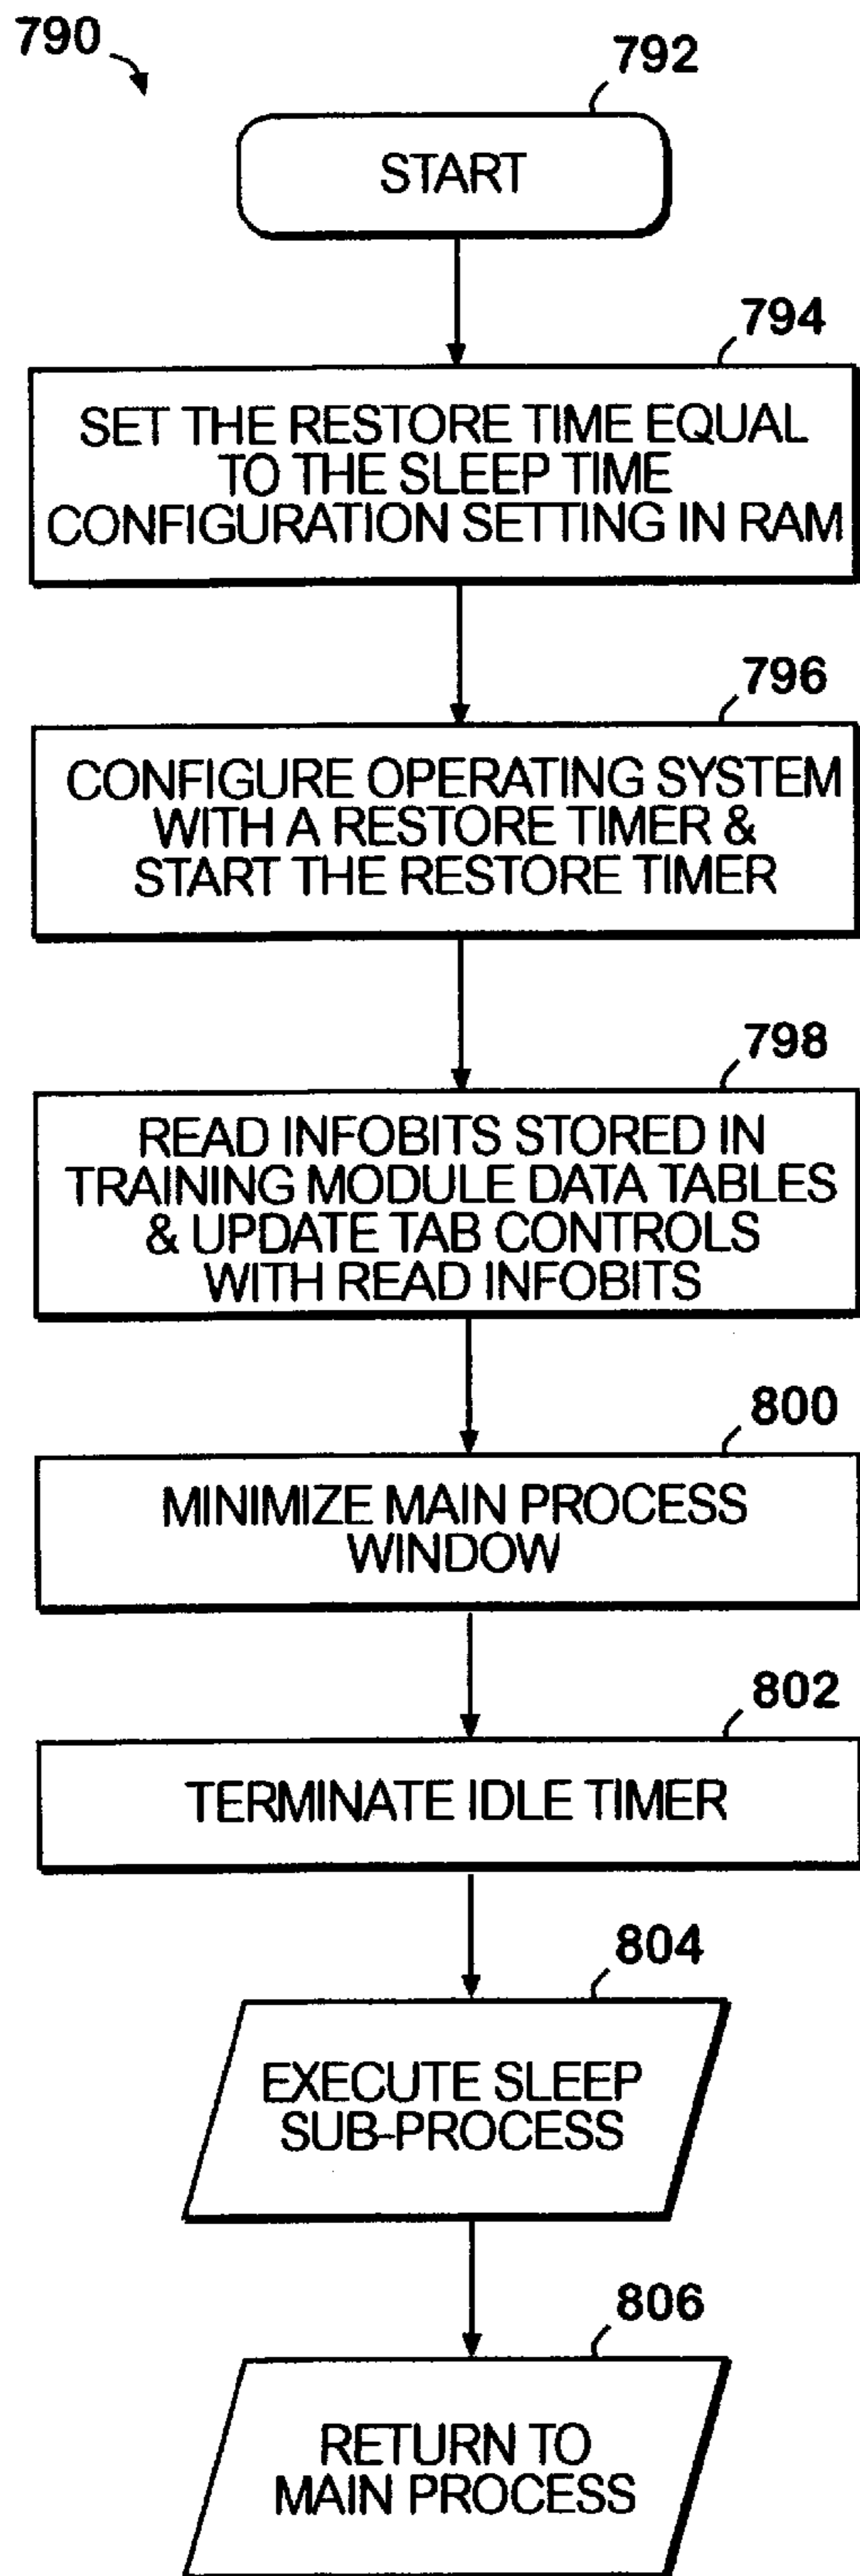 790
792
START
794
SET THE RESTORE TIME EQUAL
TO THE SLEEP TIME
CONFIGURATION SETTING IN RAM
796
CONFIGURE OPERATING SYSTEM
WITH A RESTORE TIMER &
START THE RESTORE TIMER
798
READ INFOBITS STORED IN
TRAINING MODULE DATA TABLES
& UPDATE TAB CONTROLS
WITH READ INFOBITS
800
MINIMIZE MAIN PROCESS
WINDOW
802
TERMINATE IDLE TIMER
804
EXECUTE SLEEP
SUB-PROCESS
806
RETURN TO
MAIN PROCESS